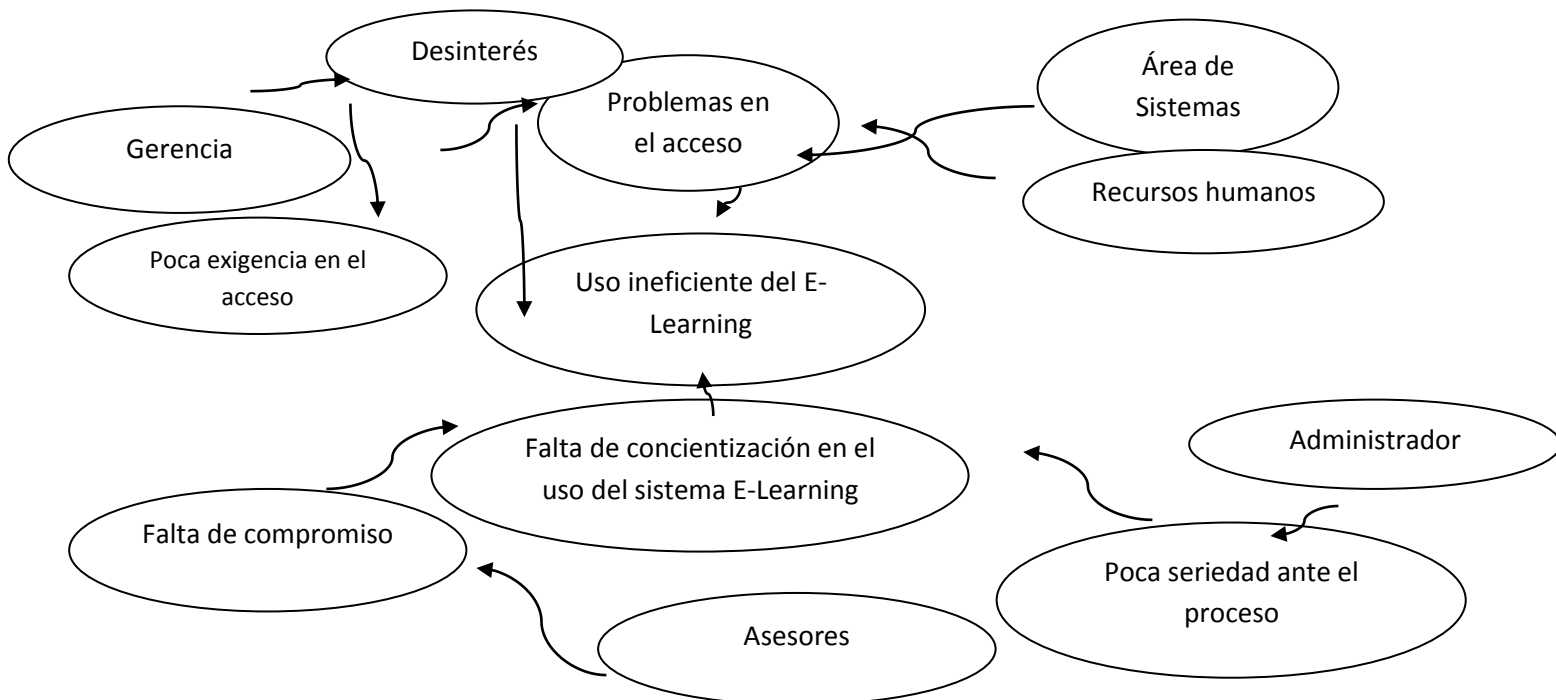 Desinterés
Problemas en
el acceso
Área de
Sistemas
Gerencia
Recursos humanos
Poca exigencia en el
acceso
Uso ineficiente del E-
Learning
Falta de concientización en el
uso del sistema E-Learning
Administrador
Falta de compromiso
Poca seriedad ante el
proceso
Asesores